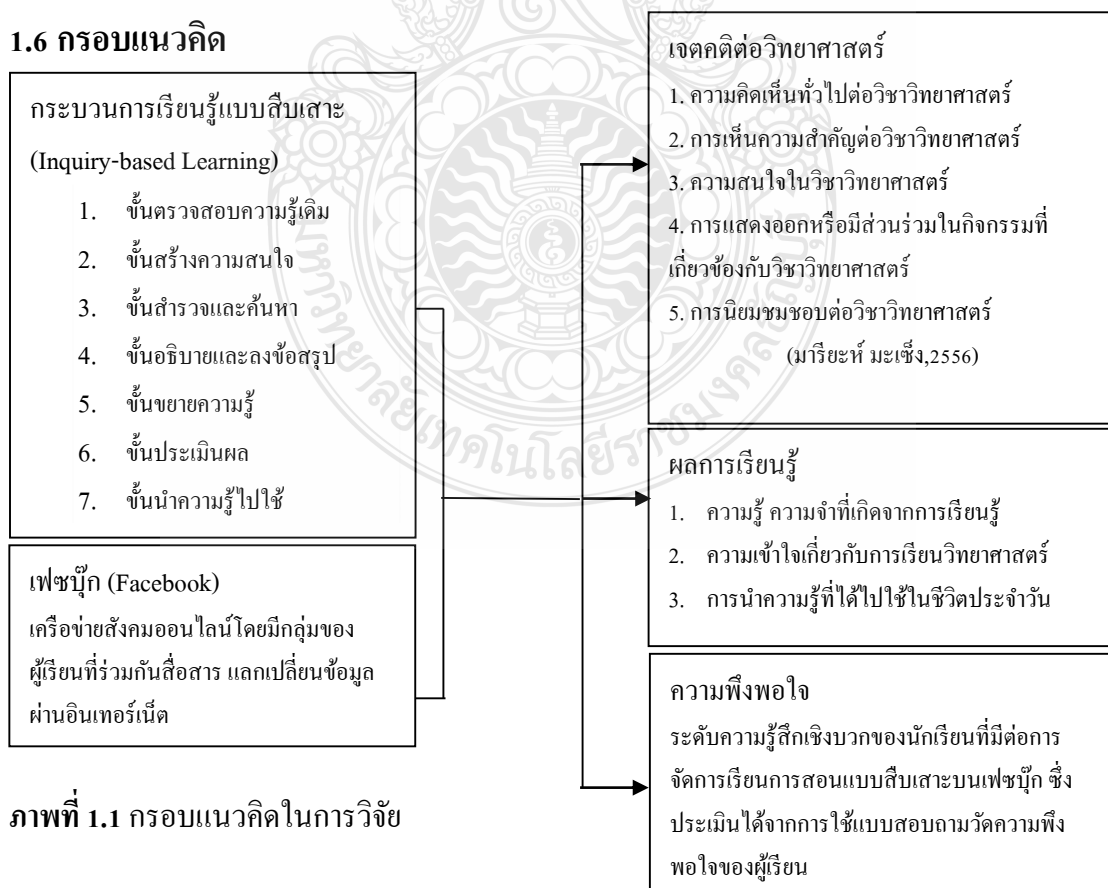 1.6 กรอบแนวคิด
กระบวนการเรียนรู้แบบสืบเสาะ
(Inquiry-based Learning)
1. ขั้นตรวจสอบความรู้เดิม
2. ขั้นสร้างความสนใจ
3. ขั้นสำรวจและค้นหา
4. ขั้นอธิบายและลงข้อสรุป
5. ขั้นขยายความรู้
6. ขั้นประเมินผล
7. ขั้นนำความรู้ไปใช้
เฟซบุ๊ก (Facebook)
เครือข่ายสังคมออนไลน์โดยมีกลุ่มของ
ผู้เรียนที่ร่วมกันสื่อสาร แลกเปลี่ยนข้อมูล
ผ่านอินเทอร์เน็ต
เจตคติต่อวิทยาศาสตร์
1. ความคิดเห็นทั่วไปต่อวิชาวิทยาศาสตร์
2. การเห็นความสำคัญต่อวิชาวิทยาศาสตร์
3. ความสนใจในวิชาวิทยาศาสตร์
4. การแสดงออกหรือมีส่วนร่วมในกิจกรรมที่
เกี่ยวข้องกับวิชาวิทยาศาสตร์
5. การนิยมชมชอบต่อวิชาวิทยาศาสตร์
(มารียะห์ มะเซ็ง,2556)
ผลการเรียนรู้
1. ความรู้ ความจำที่เกิดจากการเรียนรู้
2. ความเข้าใจเกี่ยวกับการเรียนวิทยาศาสตร์
3. การนำความรู้ที่ได้ไปใช้ในชีวิตประจำวัน
ความพึงพอใจ
ระดับความรู้สึกเชิงบวกของนักเรียนที่มีต่อการ
จัดการเรียนการสอนแบบสืบเสาะบนเฟซบุ๊ก ซึ่ง
ประเมินได้จากการใช้แบบสอบถามวัดความพึง
พอใจของผู้เรียน
ภาพที่ 1.1 กรอบแนวคิดในการวิจัย